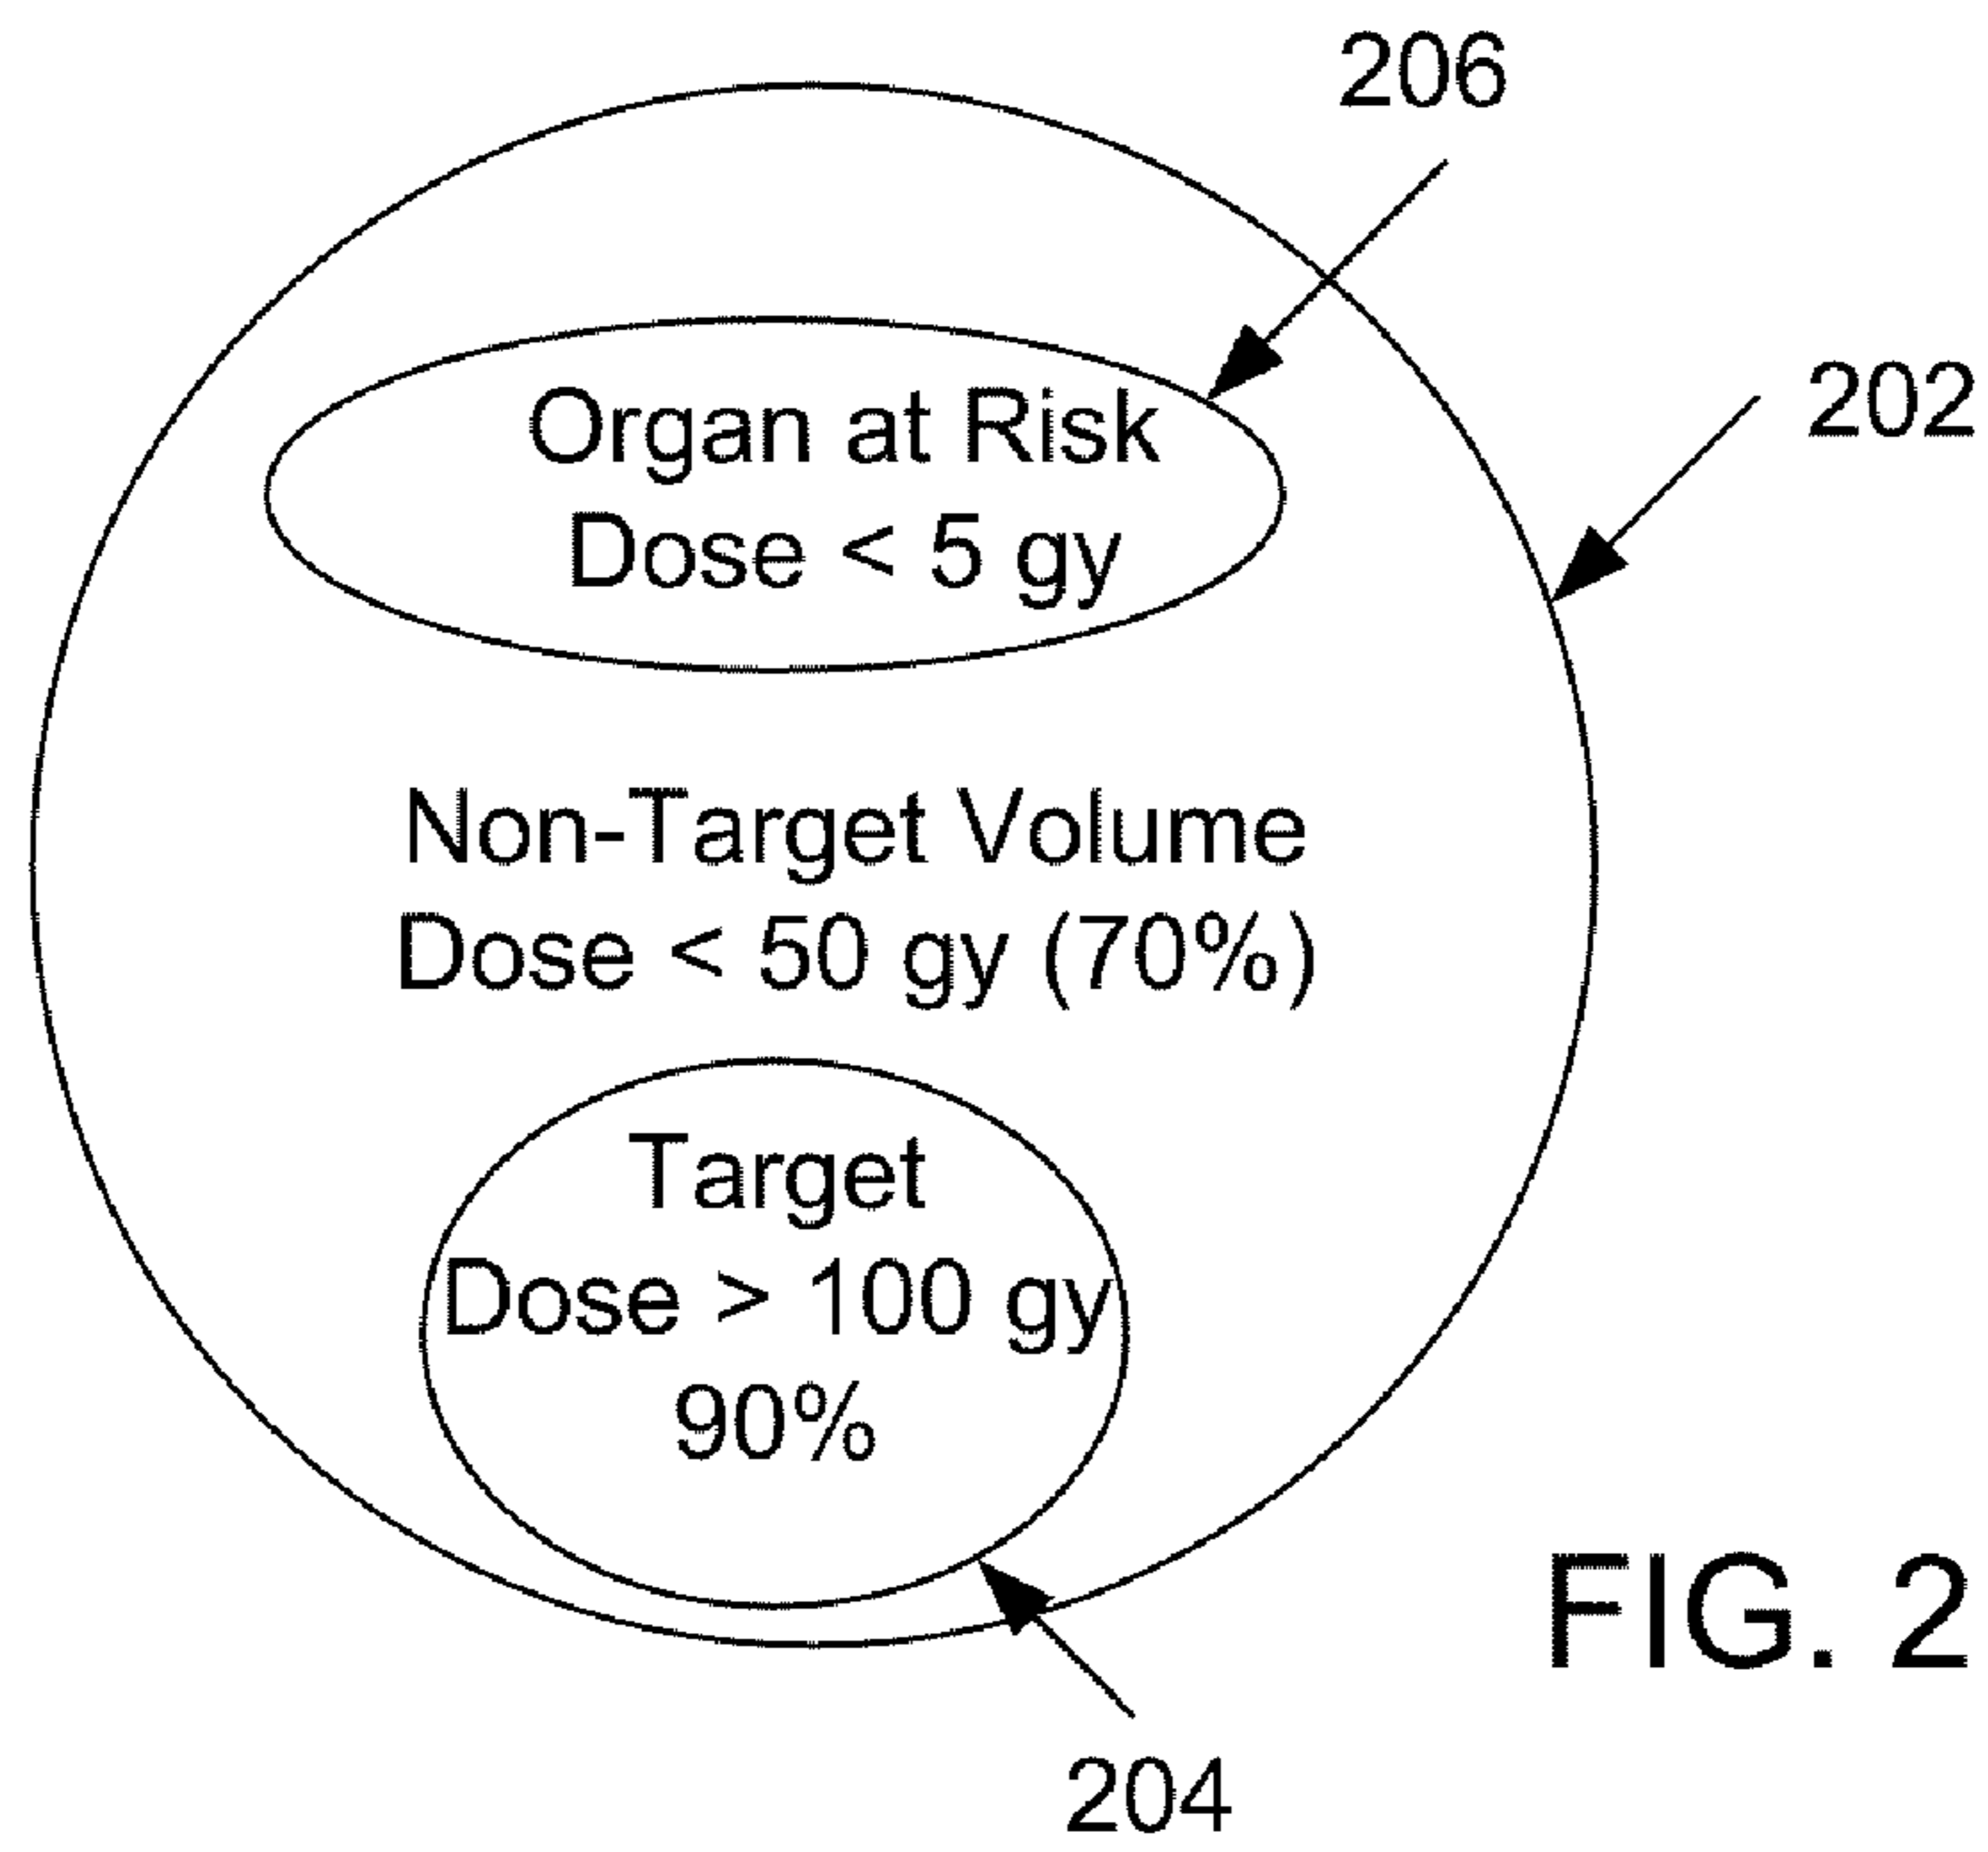 206
202
Organ at Risk
Dose < 5 gy
Non-Target Volume
Dose < 50 gy (70%)
Target
Dose > 100 gy
90%
FIG. 2
204